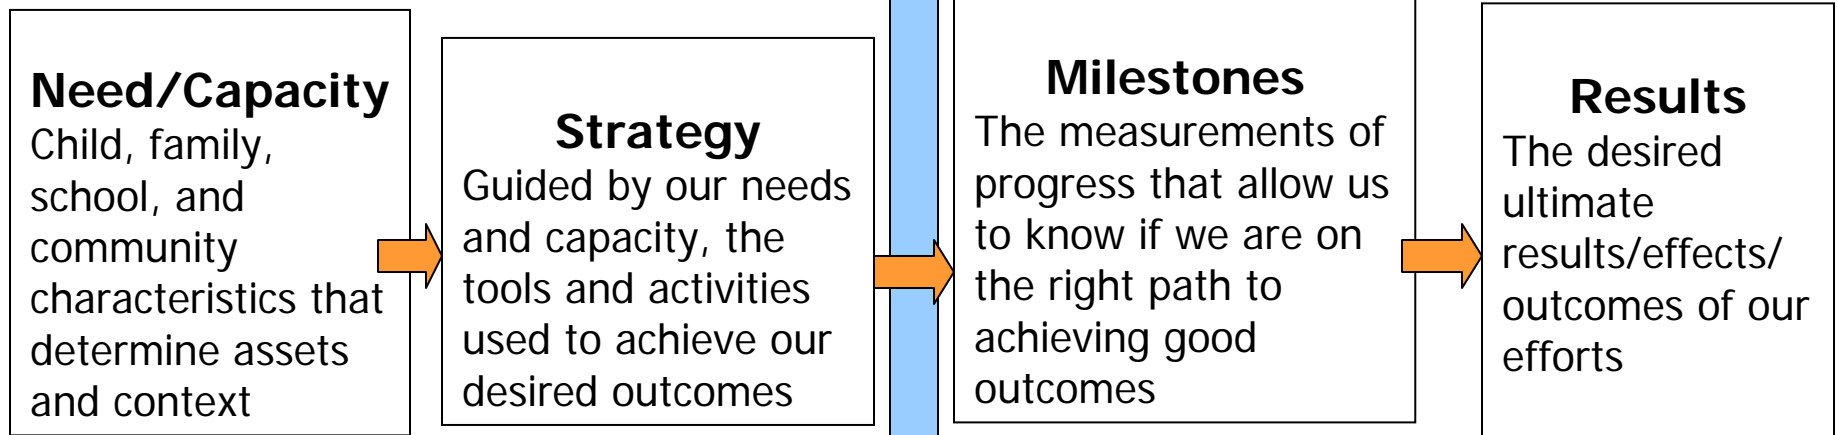 Need/Capacity
Child, family,
school, and
community
characteristics that
determine assets
and context
Strategy
Guided by our needs
and capacity, the
tools and activities
used to achieve our
desired outcomes
Milestones
The measurements of
progress that allow us
to know if we are on
the right path to
achieving good
outcomes
Results
The desired
ultimate
results/effects/
outcomes of our
efforts